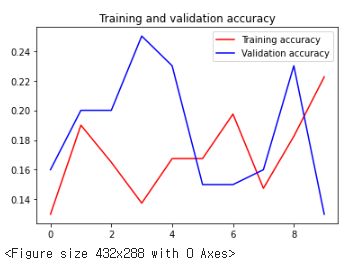 Training and validation accuracy
Training accuracy
Validation accuracy
0.24
0.22
0.20
0.18
0.16
0.14
0 2 4 6 8
<Figure size 432x288 with 0 Axes>